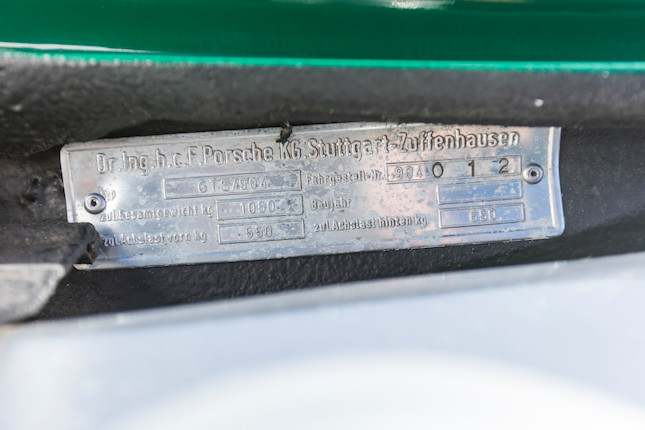 Dr.Ing.h.c.F.Porsche KG.Stuttgart-Zuffenhausen
Fahrgestell-Nr. 904 0 1 2
zul.Gesamtgewicht kg 1050 Baujahr
zul.Achslast vorn kg 550 zul.Achslast hinten kg